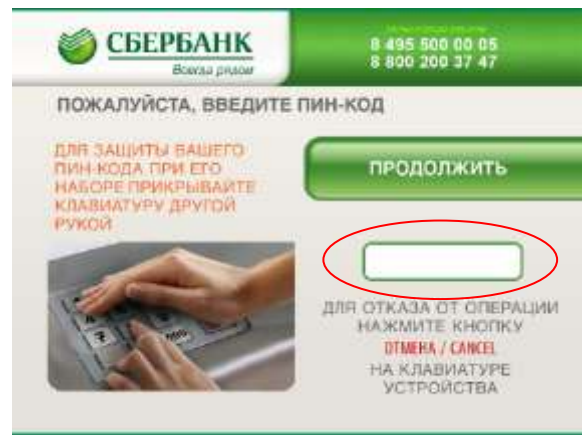 СБЕРБАНК
Всегда рядом
8 495 500 00 05
8 800 200 37 47
ПОЖАЛУЙСТА, ВВЕДИТЕ ПИН-КОД
ДЛЯ ЗАЩИТЫ ВАШЕГО
ПИН-КОДА ПРИ ЕГО
НАБОРЕ ПРИКРЫВАЙТЕ
КЛАВИАТУРУ ДРУГОЙ
РУКОЙ
ПРОДОЛЖИТЬ
ДЛЯ ОТКАЗА ОТ ОПЕРАЦИИ
НАЖМИТЕ КНОПКУ
ОТМЕНА / CANCEL
НА КЛАВИАТУРЕ
УСТРОЙСТВА